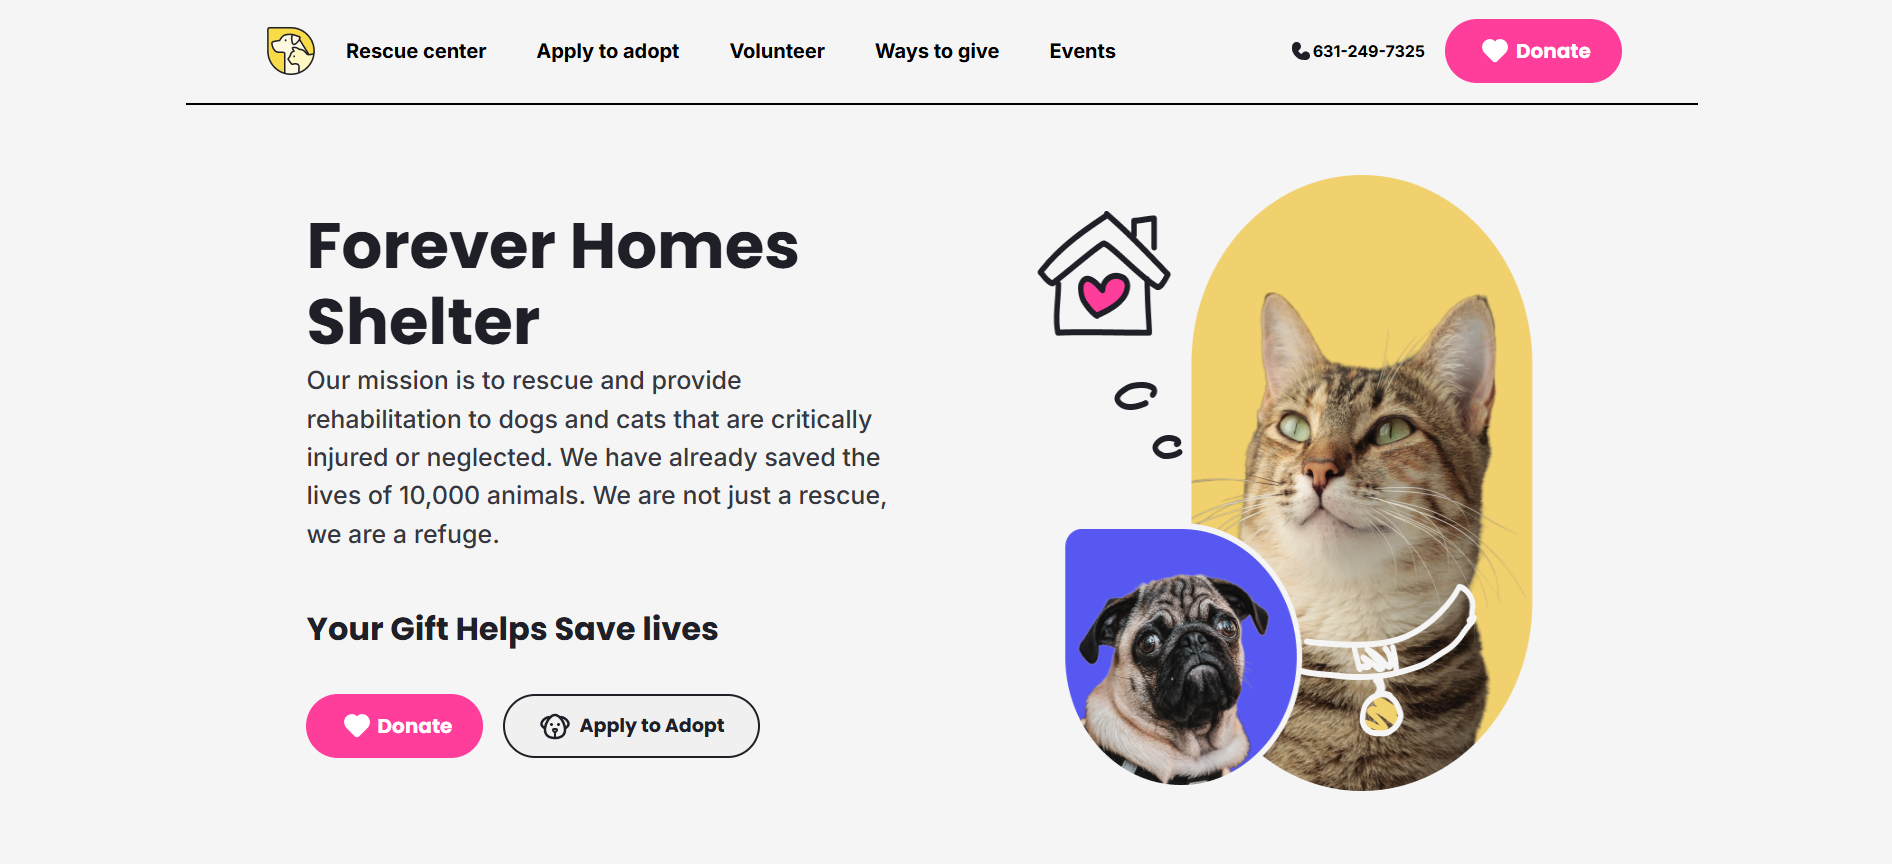 Rescue center
Apply to adopt
Volunteer
Ways to give
Events
631-249-7325
Donate
Forever Homes
Shelter
Our mission is to rescue and provide
rehabilitation to dogs and cats that are critically
injured or neglected. We have already saved the
lives of 10,000 animals. We are not just a rescue,
we are a refuge.
Your Gift Helps Save lives
Donate
Apply to Adopt